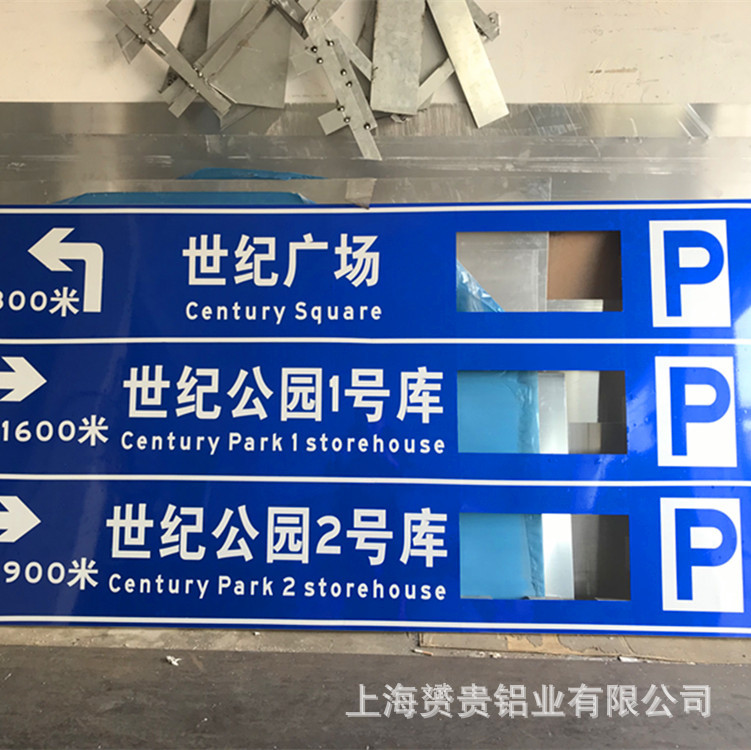 世纪广场
Century Square
800米
P
世纪公园1号库
Century Park 1 storehouse
1600米
P
世纪公园2号库
Century Park 2 storehouse
900米
P
上海赟贵铝业有限公司